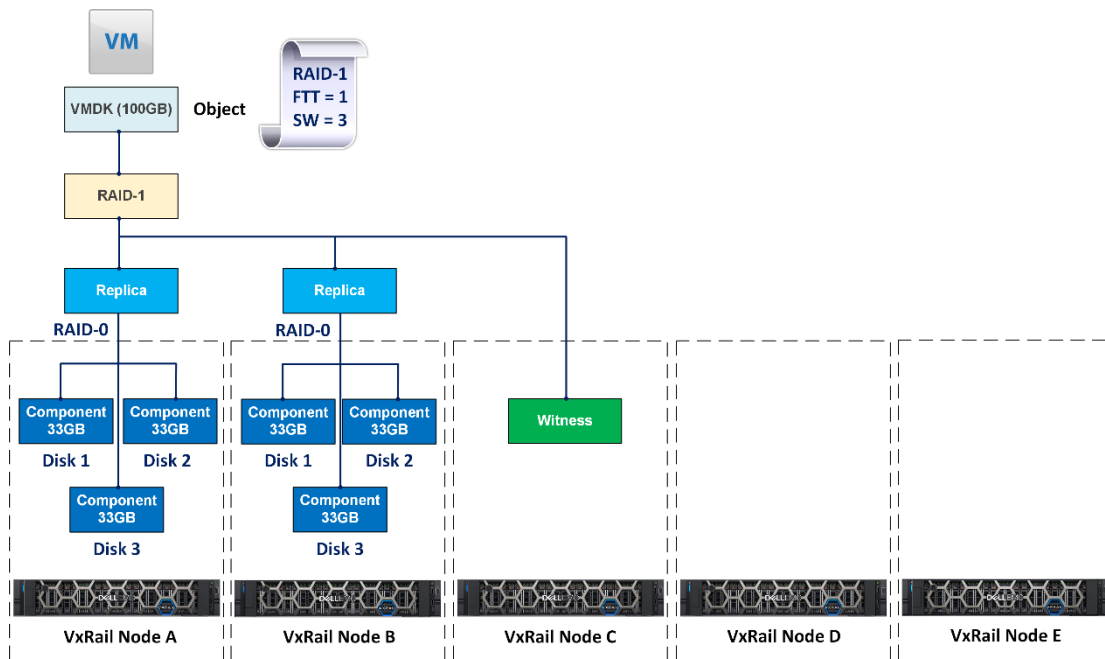 VM
VMDK (100GB)
Object
RAID-1
FTT = 1
SW = 3
RAID-1
Replica
Replica
RAID-0
RAID-0
Component
33GB
Component
33GB
Component
33GB
Component
33GB
Witness
Disk 1
Disk 2
Disk 1
Disk 2
Component
33GB
Component
33GB
Disk 3
Disk 3
VxRail Node A
VxRail Node B
VxRail Node C
VxRail Node D
VxRail Node E